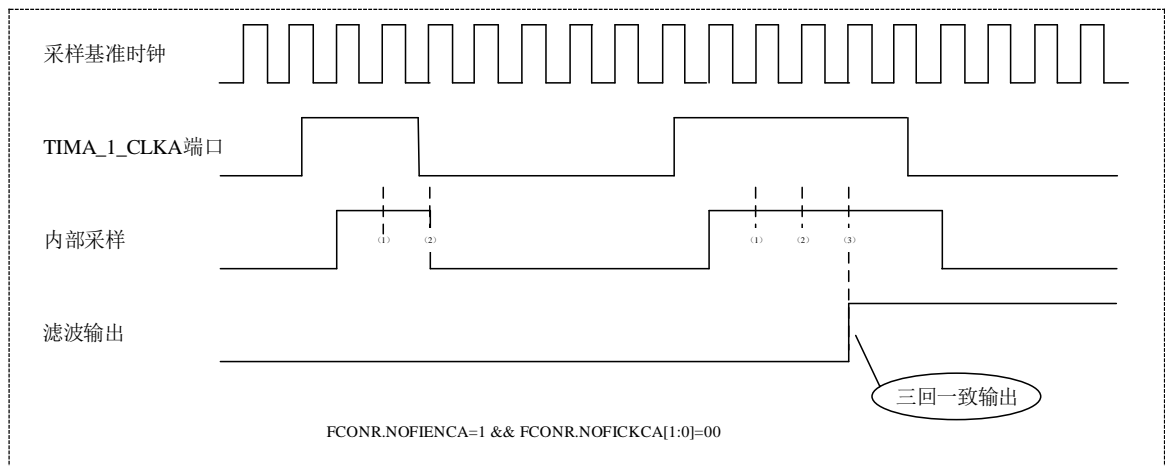 采样基准时钟
TIMA_1_CLKA端口
内部采样
(1) (2) (1) (2) (3)
滤波输出
三回一致输出
FCONR.NOFIENCA=1 && FCONR.NOFICKCA[1:0]=00